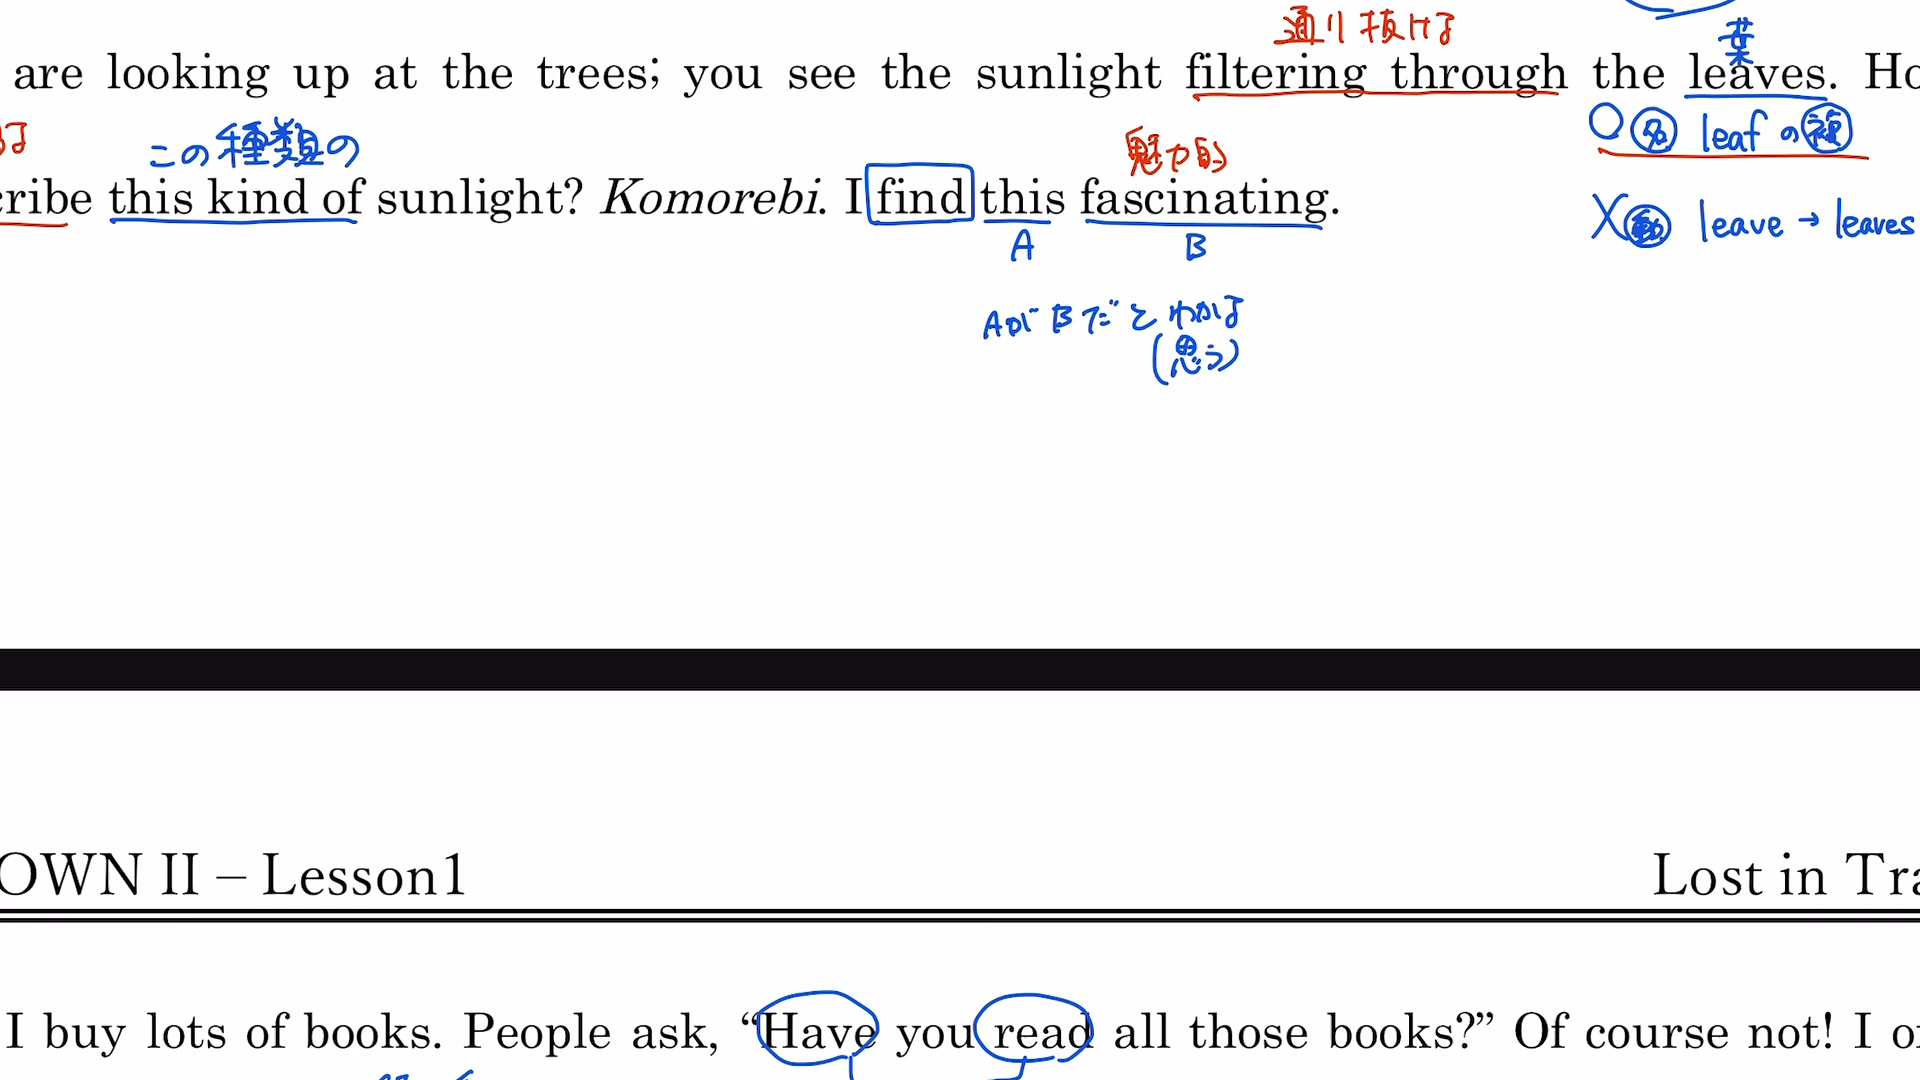 通り抜ける
葉
are looking up at the trees; you see the sunlight filtering through the leaves. Ho
る この種類の 魅力的 ○ 名 leaf の 複
cribe this kind of sunlight? Komorebi. I find this fascinating.
A B × 動 leave → leaves
AがBだとわかる
(思う)
OWN II – Lesson1 Lost in Tra
I buy lots of books. People ask, “Have you read all those books?” Of course not! I o